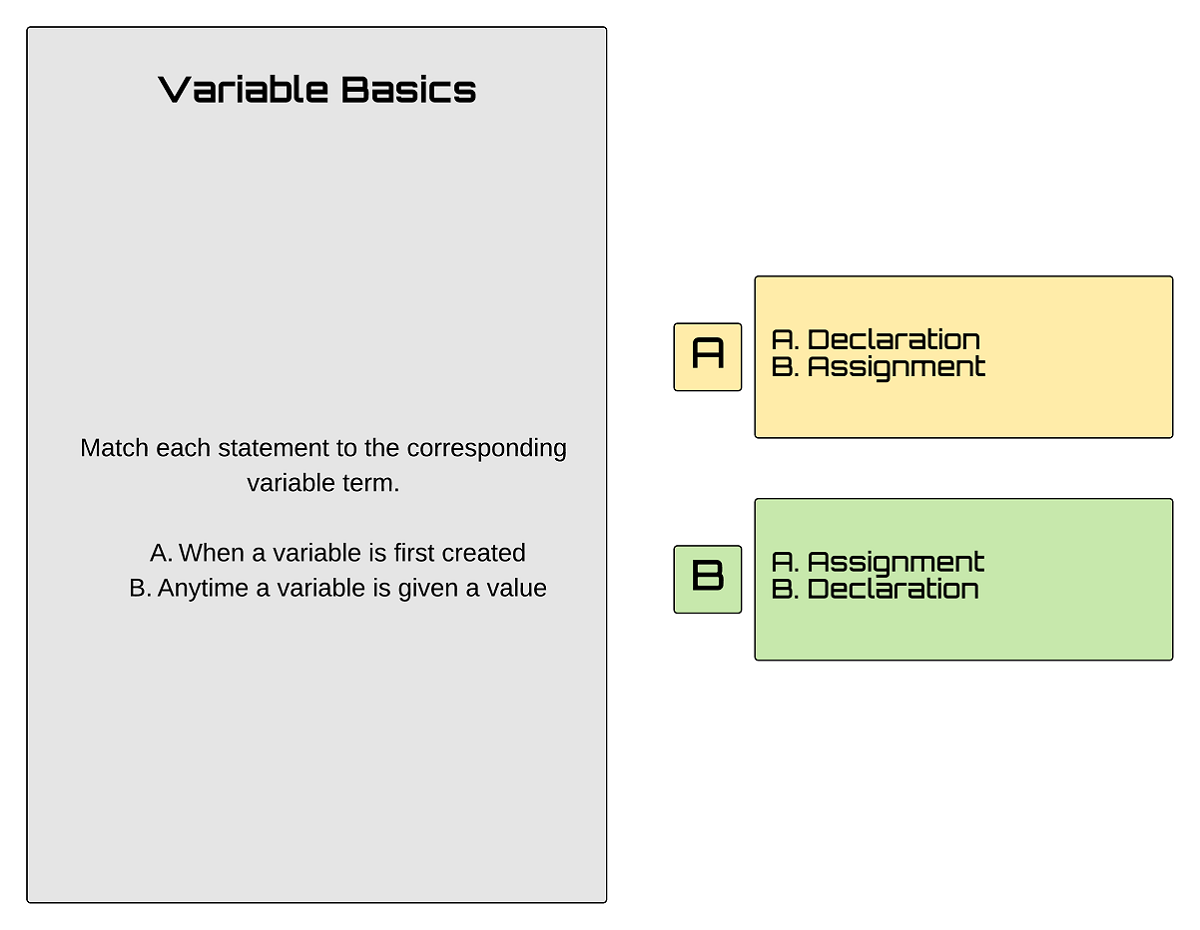 Variable Basics
Match each statement to the corresponding
variable term.
A. When a variable is first created
B. Anytime a variable is given a value
A
A. Declaration
B. Assignment
B
A. Assignment
B. Declaration